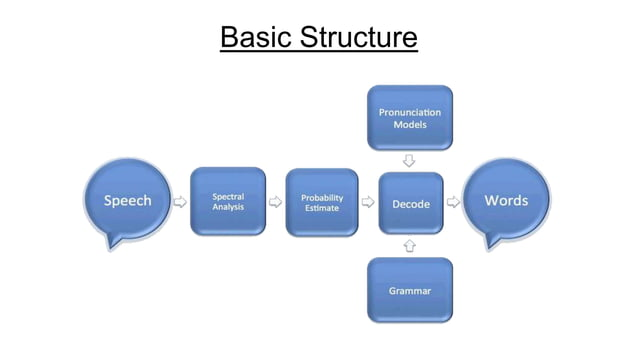 Basic Structure
Pronunciation
Models
Speech
Spectral
Analysis
Probability
Estimate
Decode
Words
Grammar